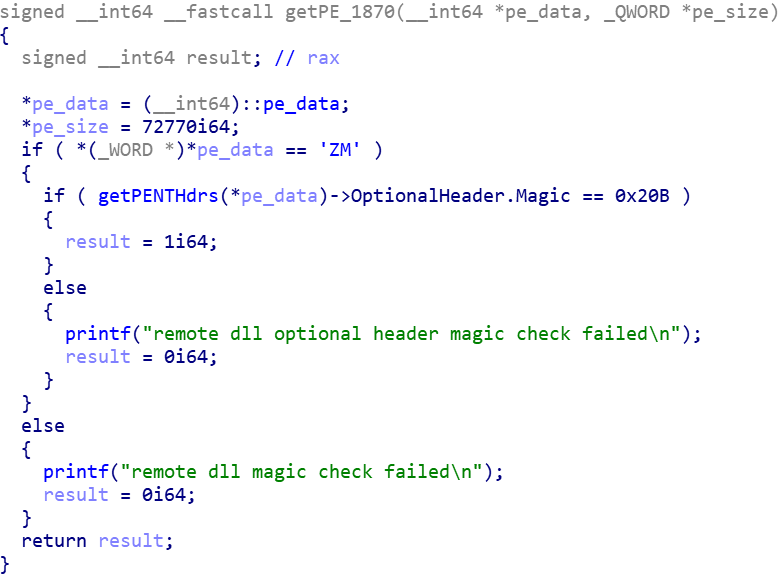 signed __int64 __fastcall getPE_1870(__int64 *pe_data, _QWORD *pe_size)
{
  signed __int64 result; // rax

  *pe_data = (__int64)::pe_data;
  *pe_size = 72770i64;
  if ( *(_WORD *)*pe_data == 'ZM' )
  {
    if ( getPENTHdrs(*pe_data)->OptionalHeader.Magic == 0x20B )
    {
      result = 1i64;
    }
    else
    {
      printf("remote dll optional header magic check failed\n");
      result = 0i64;
    }
  }
  else
  {
    printf("remote dll magic check failed\n");
    result = 0i64;
  }
  return result;
}